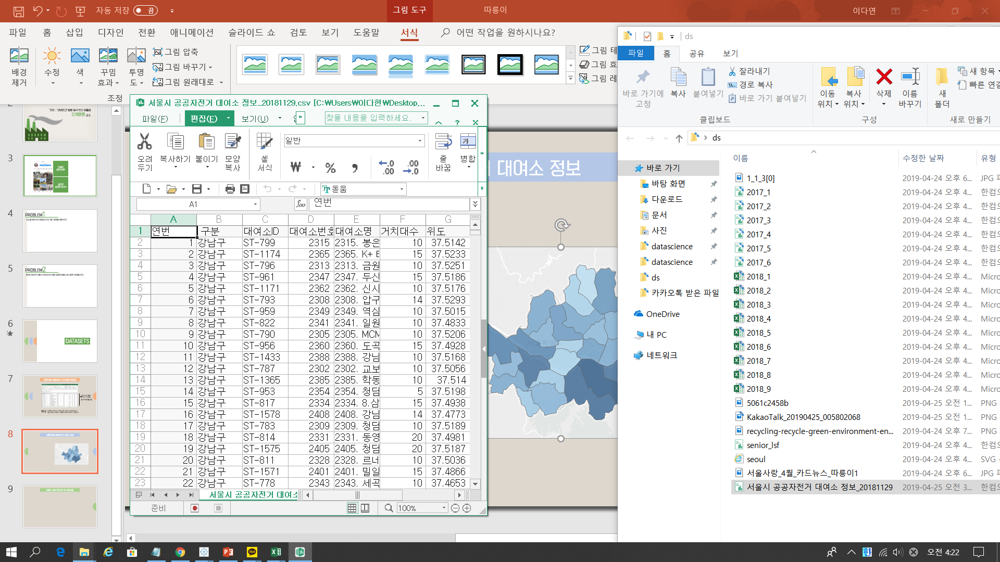 자동 저장 끔
그림 도구
따릉이
이다연
파일 홈 삽입 디자인 전환 애니메이션 슬라이드 쇼 검토 보기 도움말 서식 어떤 작업을 원하시나요?
배경 제거
수정
색
꾸밈 효과
투명도
그림 압축
그림 바꾸기
그림 원래대로
조정
그림 테
그림 효
그림 레
378만톤 감소
3
SNS
APP
4
PROBLEM1
5
PROBLEM2
6
DATASETS
7
변수
8
9
서울시 공공자전거 대여소 정보_20181129.csv [C:￦Users￦이다현￦Desktop...
파일(F) 편집(E) 보기(U)
찾을 내용을 입력하세요.
오려 두기
복사하기
붙이기
모양 복사
셀 서식
일반
₩ % ,
←.0 .00
.00 →.0
줄 바꿈
병합
가
돋움
A1
연번
A B C D E F G
1 연번 구분 대여소ID 대여소번호 대여소명 거치대수 위도
2 1 강남구 ST-799 2315 2315. 봉은 10 37.5142
3 2 강남구 ST-1174 2365 2365. K+ 15 37.5233
4 3 강남구 ST-796 2313 2313. 금원 10 37.5251
5 4 강남구 ST-961 2347 2347. 두산 15 37.5186
6 5 강남구 ST-1171 2362 2362. 신사 10 37.5176
7 6 강남구 ST-793 2308 2308. 압구 14 37.5293
8 7 강남구 ST-959 2349 2349. 역삼 10 37.5015
9 8 강남구 ST-822 2341 2341. 일원 10 37.4833
10 9 강남구 ST-790 2305 2305. MCM 10 37.5206
11 10 강남구 ST-956 2360 2360. 도곡 15 37.4928
12 11 강남구 ST-1433 2388 2388. 강남 10 37.5168
13 12 강남구 ST-787 2302 2302. 교보 10 37.5056
14 13 강남구 ST-1365 2385 2385. 학동 10 37.514
15 14 강남구 ST-953 2354 2354. 청담 5 37.5198
16 15 강남구 ST-817 2334 2334. 8.삼 15 37.4938
17 16 강남구 ST-1578 2408 2408. 강남 14 37.4773
18 17 강남구 ST-783 2309 2309. 청담 10 37.5189
19 18 강남구 ST-814 2331 2331. 동영 20 37.4981
20 19 강남구 ST-1575 2405 2405. 청담 20 37.5187
21 20 강남구 ST-811 2328 2328. 르네 10 37.5036
22 21 강남구 ST-1571 2401 2401. 밀알 15 37.4866
23 22 강남구 ST-778 2343 2343. 세곡 10 37.4653
서울시 공공자전거 대여소
준비
100%
대여소 정보
서울특별시
ds
파일 홈 공유 보기
바로 가기에 고정
복사
붙여넣기
잘라내기
경로 복사
바로 가기 붙여넣기
클립보드
이동 위치
복사 위치
삭제
이름 바꾸기
구성
새 폴더
새 항목
빠른 연결
새로 만들기
ds
이름 수정한 날짜 유형
바로 가기
바탕 화면
다운로드
문서
사진
datascience
datascience
ds
카카오톡 받은 파일
OneDrive
내 PC
네트워크
1_1_3[0] 2019-04-24 오후 6... JPG
2017_1 2019-04-24 오후 4... 한컴오
2017_2 2019-04-24 오후 4... 한컴오
2017_3 2019-04-24 오후 4... 한컴오
2017_4 2019-04-24 오후 4... 한컴오
2017_5 2019-04-24 오후 4... 한컴오
2017_6 2019-04-24 오후 4... 한컴오
2018_1 2019-04-24 오후 4... Micro
2018_2 2019-04-24 오후 4... Micro
2018_3 2019-04-24 오후 4... Micro
2018_4 2019-04-24 오후 4... Micro
2018_5 2019-04-24 오후 4... Micro
2018_6 2019-04-24 오후 4... Micro
2018_7 2019-04-24 오후 4... Micro
2018_8 2019-04-24 오후 4... Micro
2018_9 2019-04-24 오후 4... Micro
5061c2458b 2019-04-25 오전 1... PNG
KakaoTalk_20190425_005802068 2019-04-25 오전 1... PNG
recycling-recycle-green-environment-en... 2019-04-24 오후 7... PNG
senior_lsf 2019-04-24 오후 4... 한컴오
seoul 2019-04-24 오후 4... SVG
서울사랑_4월_카드뉴스_따릉이1 2019-04-24 오후 6... JPG
서울시 공공자전거 대여소 정보_20181129 2019-04-25 오전 3... 한컴오
TALK
한
오전 4:22